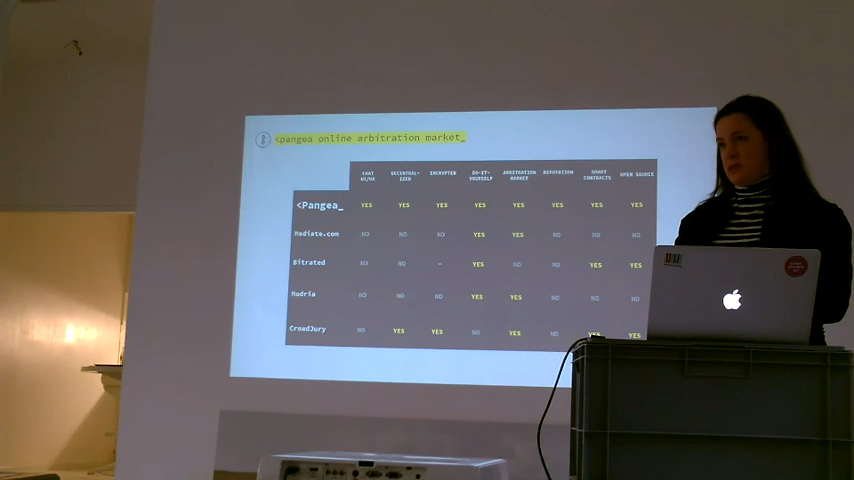 <pangea online arbitration market_
CHAT UI/UX DECENTRAL-IZED ENCRYPTED DO-IT-YOURSELF ARBITRATION MARKET REPUTATION SMART CONTRACTS OPEN SOURCE
<Pangea_ YES YES YES YES YES YES YES YES
Mediate.com NO NO NO YES YES NO NO NO
Bitrated NO NO - YES NO NO YES YES
Modria NO NO NO YES YES NO NO NO
CrowdJury NO YES YES NO YES NO YES YES